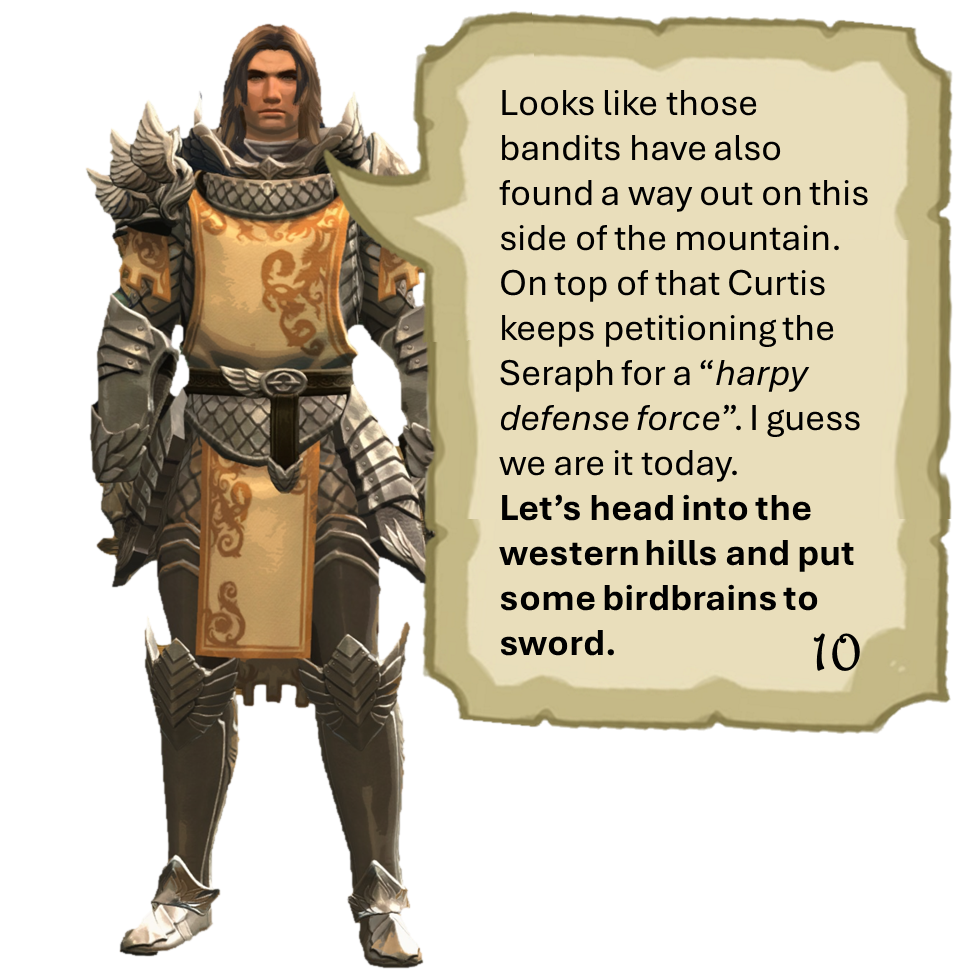 Looks like those
bandits have also
found a way out on this
side of the mountain.
On top of that Curtis
keeps petitioning the
Seraph for a “harpy
defense force”. I guess
we are it today.
Let’s head into the
western hills and put
some birdbrains to
sword.
10